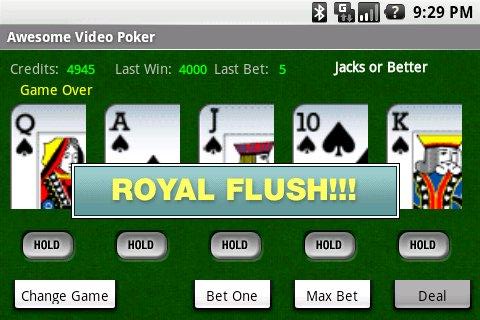 9:29 PM
Awesome Video Poker
Credits: 4945 Last Win: 4000 Last Bet: 5 Jacks or Better
Game Over
Q A J 10 K
ROYAL FLUSH!!!
HOLD HOLD HOLD HOLD HOLD
Change Game Bet One Max Bet Deal